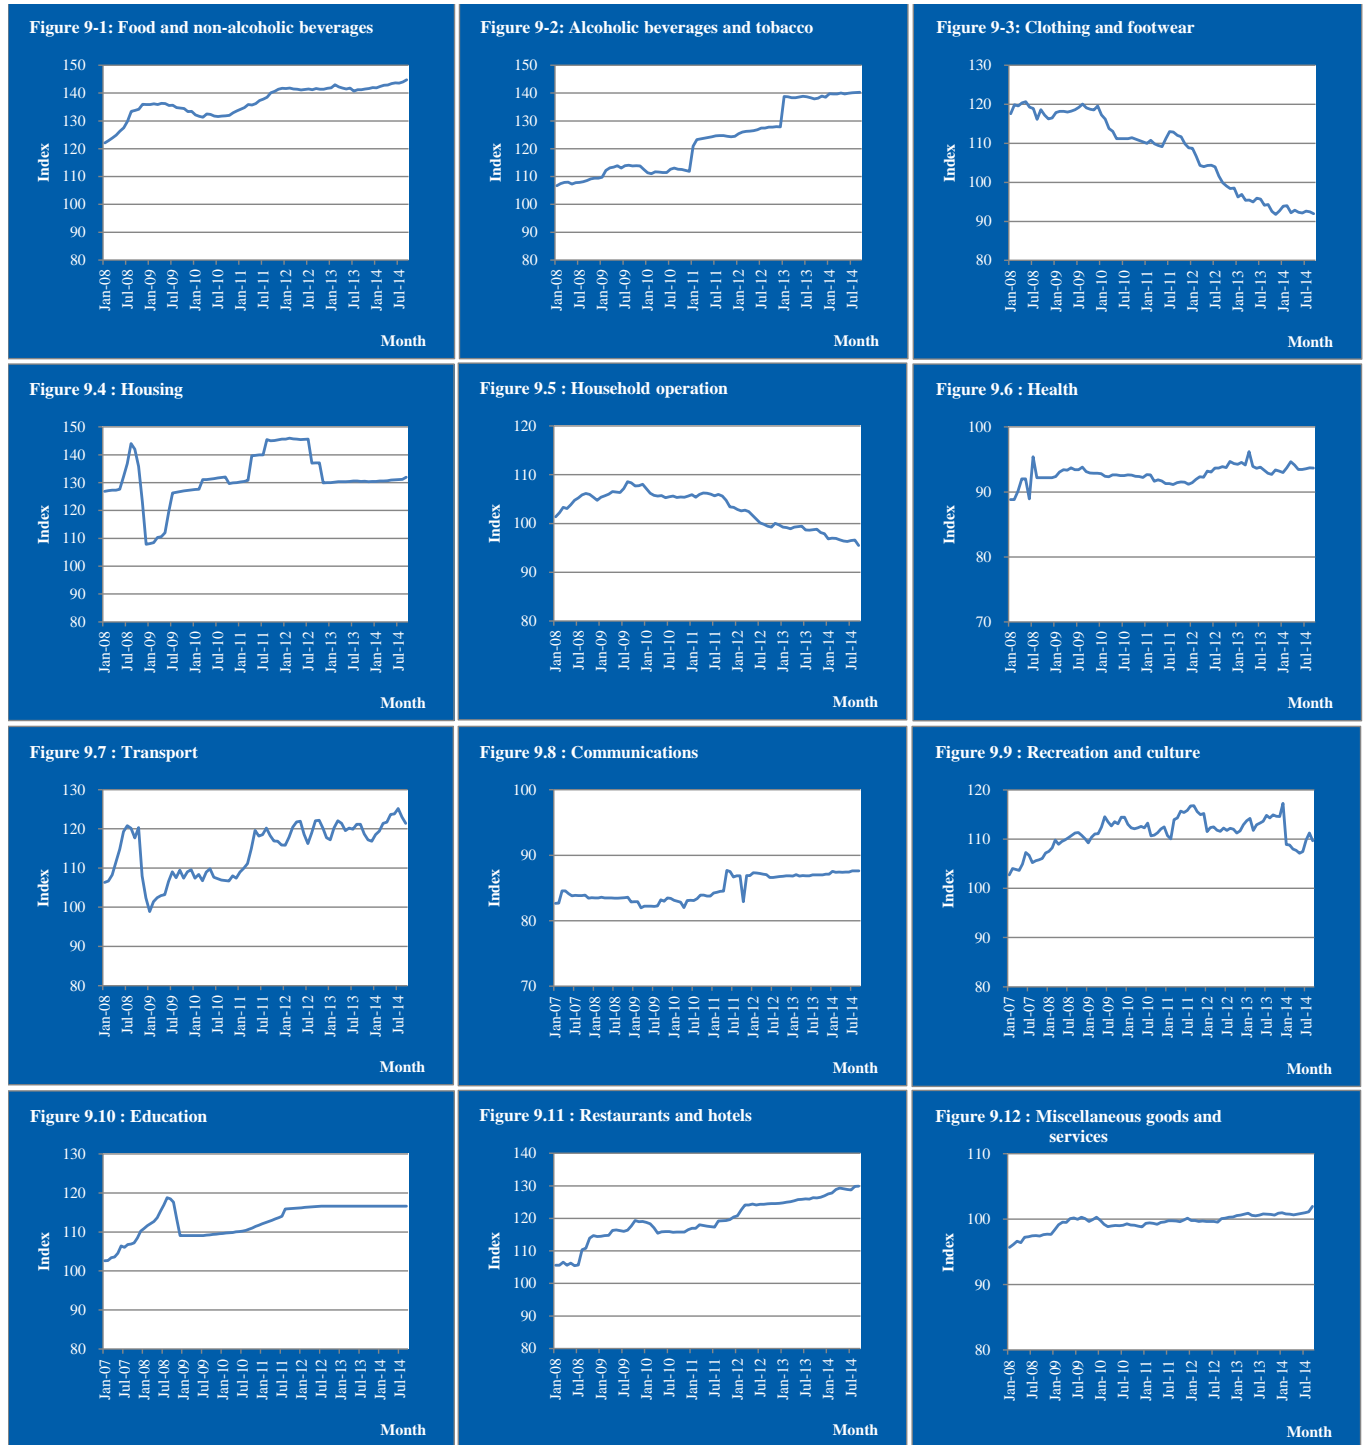 Figure 9-1: Food and non-alcoholic beverages
150
140
130
120
110
100
90
80
Index
Jan-08
Jul-08
Jan-09
Jul-09
Jan-10
Jul-10
Jan-11
Jul-11
Jan-12
Jul-12
Jan-13
Jul-13
Jan-14
Jul-14
Month
Figure 9-2: Alcoholic beverages and tobacco
150
140
130
120
110
100
90
80
Index
Jan-08
Jul-08
Jan-09
Jul-09
Jan-10
Jul-10
Jan-11
Jul-11
Jan-12
Jul-12
Jan-13
Jul-13
Jan-14
Jul-14
Month
Figure 9-3: Clothing and footwear
130
120
110
100
90
80
Index
Jan-08
Jul-08
Jan-09
Jul-09
Jan-10
Jul-10
Jan-11
Jul-11
Jan-12
Jul-12
Jan-13
Jul-13
Jan-14
Jul-14
Month
Figure 9.4 : Housing
150
140
130
120
110
100
90
80
Index
Jan-08
Jul-08
Jan-09
Jul-09
Jan-10
Jul-10
Jan-11
Jul-11
Jan-12
Jul-12
Jan-13
Jul-13
Jan-14
Jul-14
Month
Figure 9.5 : Household operation
120
110
100
90
80
Index
Jan-08
Jul-08
Jan-09
Jul-09
Jan-10
Jul-10
Jan-11
Jul-11
Jan-12
Jul-12
Jan-13
Jul-13
Jan-14
Jul-14
Month
Figure 9.6 : Health
100
90
80
70
Index
Jan-08
Jul-08
Jan-09
Jul-09
Jan-10
Jul-10
Jan-11
Jul-11
Jan-12
Jul-12
Jan-13
Jul-13
Jan-14
Jul-14
Month
Figure 9.7 : Transport
130
120
110
100
90
80
Index
Jan-08
Jul-08
Jan-09
Jul-09
Jan-10
Jul-10
Jan-11
Jul-11
Jan-12
Jul-12
Jan-13
Jul-13
Jan-14
Jul-14
Month
Figure 9.8 : Communications
100
90
80
70
Index
Jan-07
Jul-07
Jan-08
Jul-08
Jan-09
Jul-09
Jan-10
Jul-10
Jan-11
Jul-11
Jan-12
Jul-12
Jan-13
Jul-13
Jan-14
Jul-14
Month
Figure 9.9 : Recreation and culture
120
110
100
90
80
Index
Jan-07
Jul-07
Jan-08
Jul-08
Jan-09
Jul-09
Jan-10
Jul-10
Jan-11
Jul-11
Jan-12
Jul-12
Jan-13
Jul-13
Jan-14
Jul-14
Month
Figure 9.10 : Education
130
120
110
100
90
80
Index
Jan-07
Jul-07
Jan-08
Jul-08
Jan-09
Jul-09
Jan-10
Jul-10
Jan-11
Jul-11
Jan-12
Jul-12
Jan-13
Jul-13
Jan-14
Jul-14
Month
Figure 9.11 : Restaurants and hotels
140
130
120
110
100
90
80
Index
Jan-08
Jul-08
Jan-09
Jul-09
Jan-10
Jul-10
Jan-11
Jul-11
Jan-12
Jul-12
Jan-13
Jul-13
Jan-14
Jul-14
Month
Figure 9.12 : Miscellaneous goods and
services
110
100
90
80
Index
Jan-08
Jul-08
Jan-09
Jul-09
Jan-10
Jul-10
Jan-11
Jul-11
Jan-12
Jul-12
Jan-13
Jul-13
Jan-14
Jul-14
Month